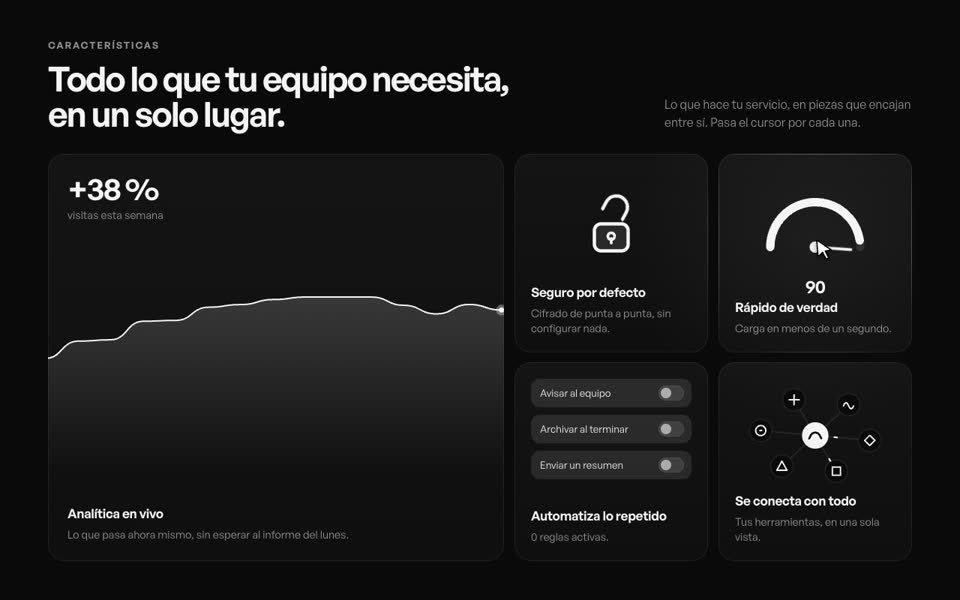 CARACTERÍSTICAS
Todo lo que tu equipo necesita,
en un solo lugar.
Lo que hace tu servicio, en piezas que encajan
entre sí. Pasa el cursor por cada una.
+38 %
visitas esta semana
Analítica en vivo
Lo que pasa ahora mismo, sin esperar al informe del lunes.
Seguro por defecto
Cifrado de punta a punta, sin
configurar nada.
90
Rápido de verdad
Carga en menos de un segundo.
Avisar al equipo
Archivar al terminar
Enviar un resumen
Automatiza lo repetido
0 reglas activas.
Se conecta con todo
Tus herramientas, en una sola
vista.